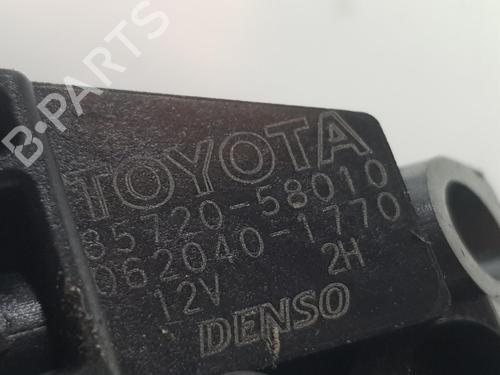 B-PARTS
TOYOTA
85720-58010
062040-1770
12V 2H
DENSO